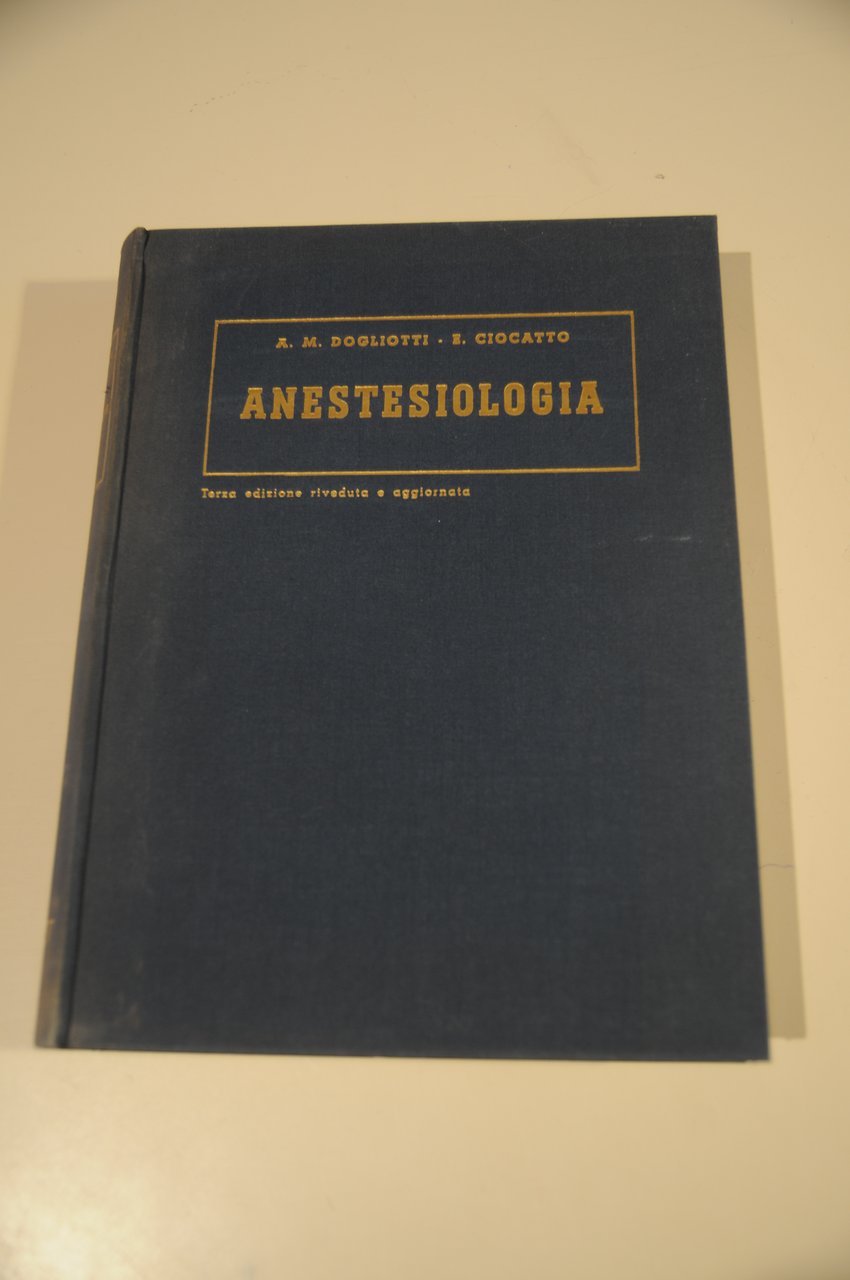 A. M. DOGLIOTTI - E. CIOCATTO
ANESTESIOLOGIA
Terza edizione riveduta e aggiornata